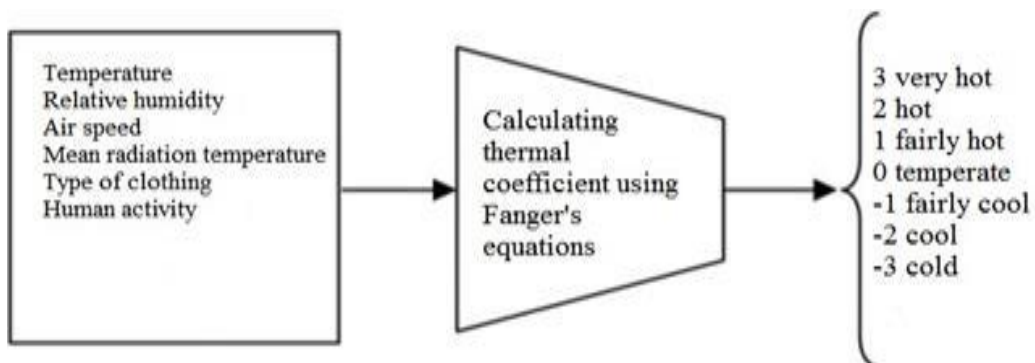 Temperature
Relative humidity
Air speed
Mean radiation temperature
Type of clothing
Human activity
Calculating
thermal
coefficient using
Fanger's
equations
3 very hot
2 hot
1 fairly hot
0 temperate
-1 fairly cool
-2 cool
-3 cold